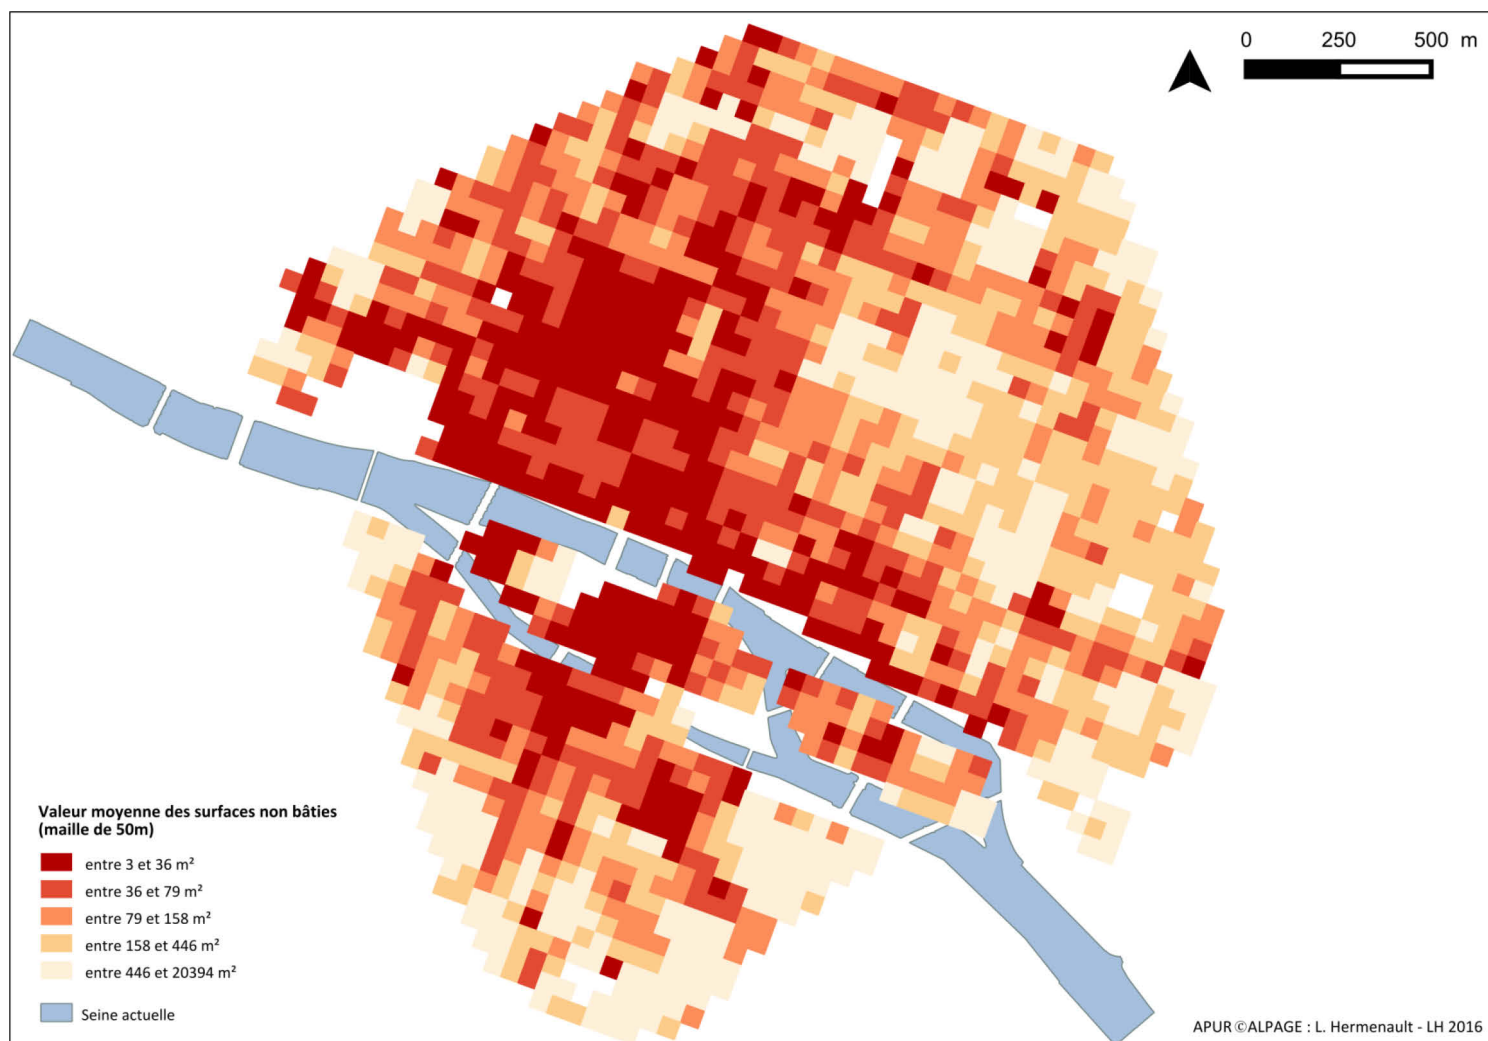 0 250 500 m
Valeur moyenne des surfaces non bâties
(maille de 50m)
entre 3 et 36 m²
entre 36 et 79 m²
entre 79 et 158 m²
entre 158 et 446 m²
entre 446 et 20394 m²
Seine actuelle
APUR ©ALPAGE : L. Hermenault - LH 2016